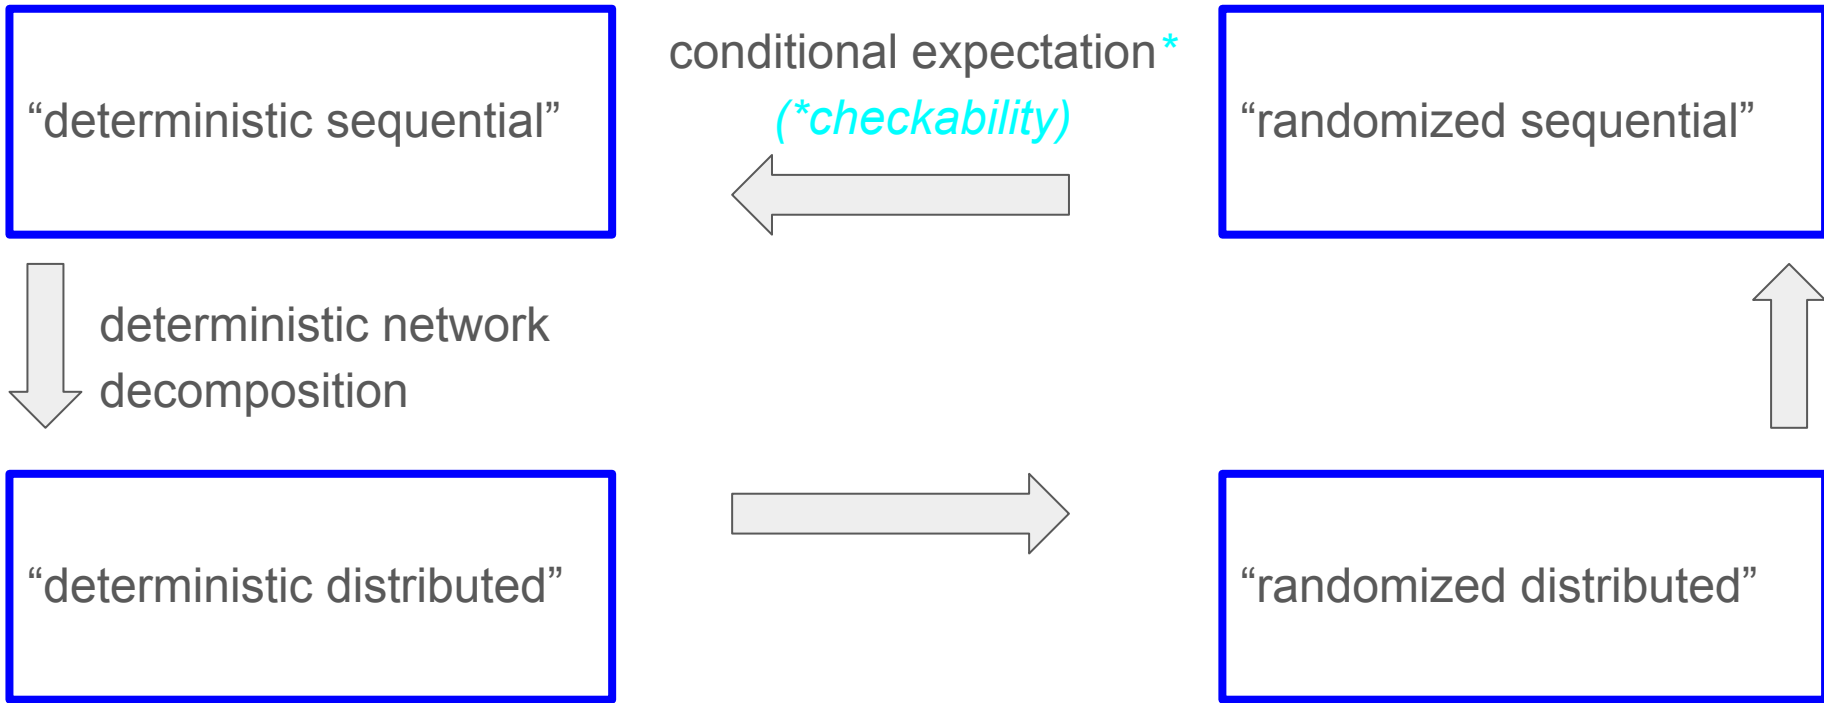 “deterministic sequential”
conditional expectation*
(*checkability)
“randomized sequential”
deterministic network
decomposition
“deterministic distributed”
“randomized distributed”